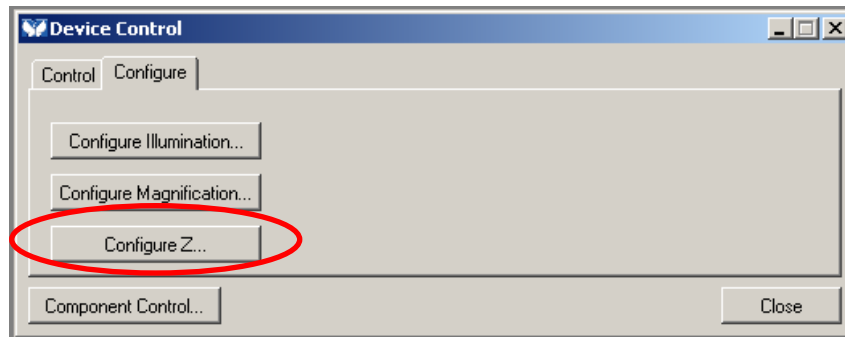 Device Control
Control Configure
Configure Illumination...
Configure Magnification...
Configure Z...
Component Control... Close